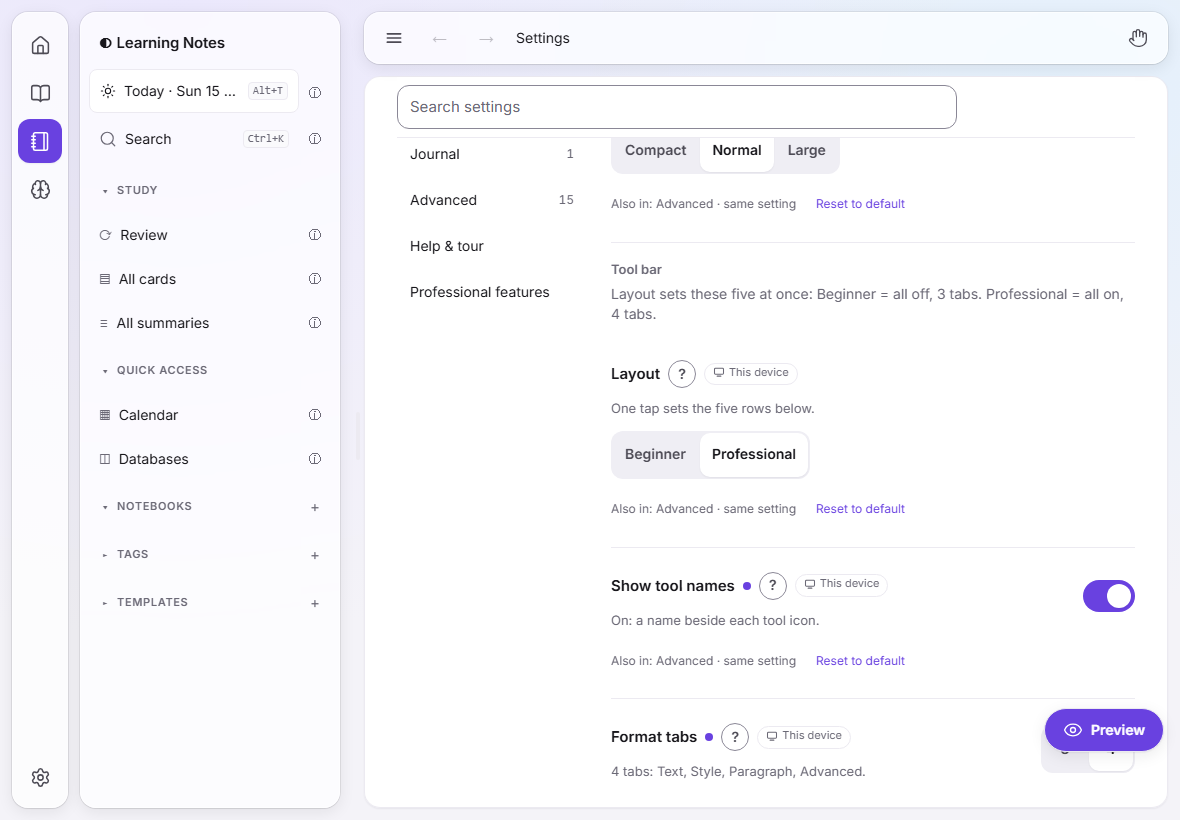 Learning Notes
Today · Sun 15 ... Alt+T
Search Ctrl+K
STUDY
Review
All cards
All summaries
QUICK ACCESS
Calendar
Databases
NOTEBOOKS +
TAGS +
TEMPLATES +
← → Settings
Search settings
Journal 1
Advanced 15
Help & tour
Professional features
Compact Normal Large
Also in: Advanced · same setting Reset to default
Tool bar
Layout sets these five at once: Beginner = all off, 3 tabs. Professional = all on,
4 tabs.
Layout ? This device
One tap sets the five rows below.
Beginner Professional
Also in: Advanced · same setting Reset to default
Show tool names ? This device
On: a name beside each tool icon.
Also in: Advanced · same setting Reset to default
Format tabs ? This device
4 tabs: Text, Style, Paragraph, Advanced.
Preview